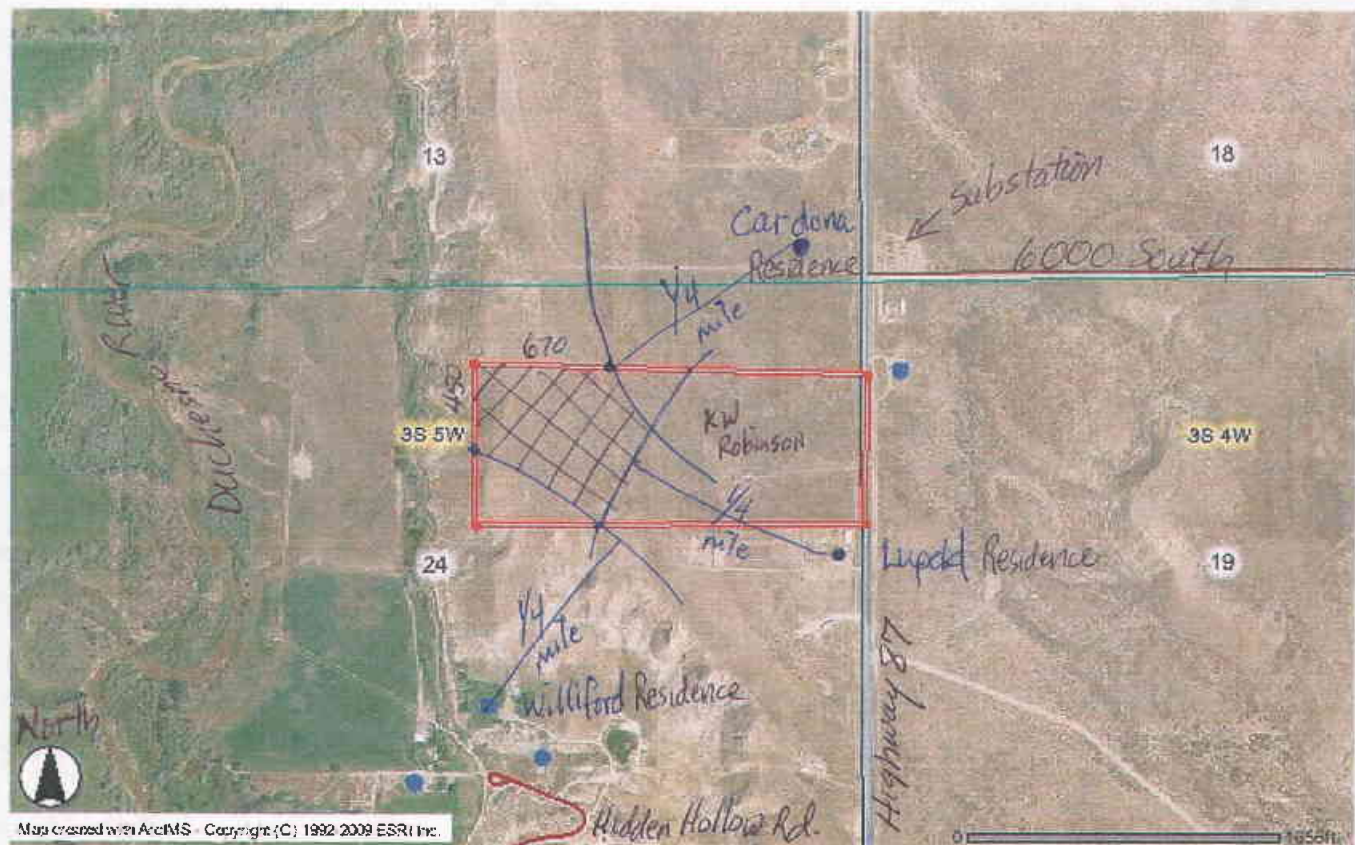 13
18
Substation
Cardona
Residence
6000 South
1/4
mile
670
450
Duchesne River
3S 5W
KW
Robinson
3S 4W
1/4
mile
24
Residence
19
1/4
mile
Williford Residence
Highway 87
North
Hidden Hollow Rd.
Map created with ArcIMS - Copyright (C) 1992-2009 ESRI Inc.
0